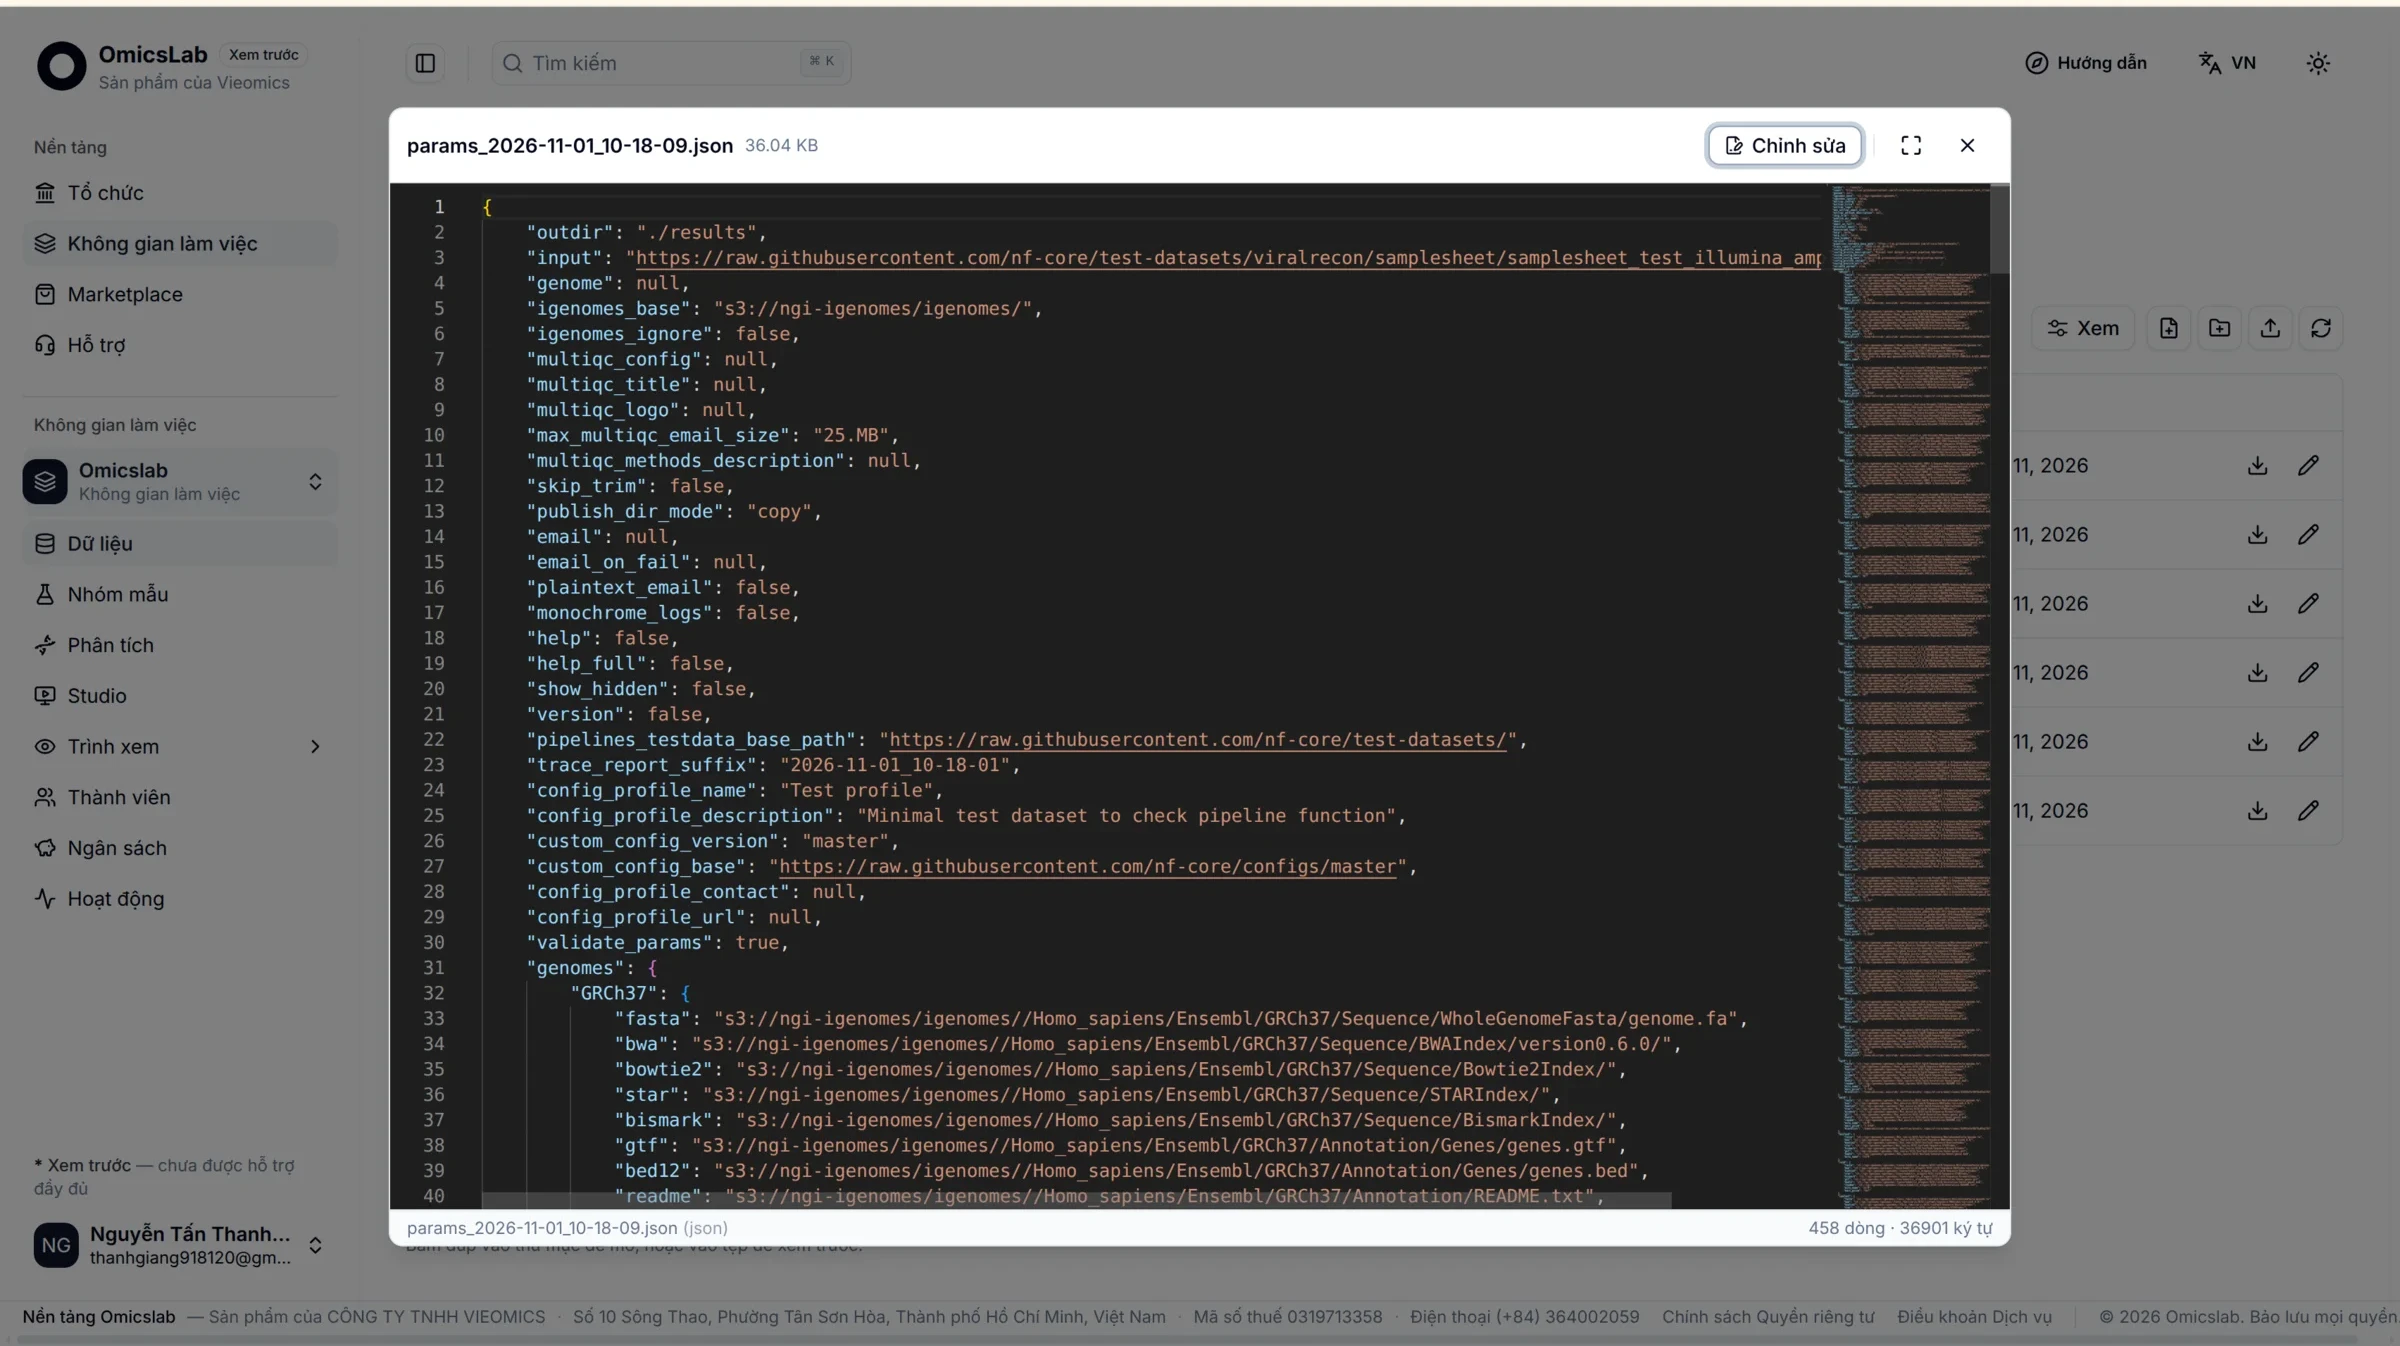 OmicsLab
Xem trước
Sản phẩm của Vieomics
Tìm kiếm
⌘ K
Hướng dẫn
VN
Nền tảng
Tổ chức
Không gian làm việc
Marketplace
Hỗ trợ
Không gian làm việc
Omicslab
Không gian làm việc
Dữ liệu
Nhóm mẫu
Phân tích
Studio
Trình xem
Thành viên
Ngân sách
Hoạt động
* Xem trước — chưa được hỗ trợ
đầy đủ
NG
Nguyễn Tấn Thanh...
thanhgiang918120@gm...
params_2026-11-01_10-18-09.json 36.04 KB
Chỉnh sửa
1 {
2 "outdir": "./results",
3 "input": "https://raw.githubusercontent.com/nf-core/test-datasets/viralrecon/samplesheet/samplesheet_test_illumina_amp
4 "genome": null,
5 "igenomes_base": "s3://ngi-igenomes/igenomes/",
6 "igenomes_ignore": false,
7 "multiqc_config": null,
8 "multiqc_title": null,
9 "multiqc_logo": null,
10 "max_multiqc_email_size": "25.MB",
11 "multiqc_methods_description": null,
12 "skip_trim": false,
13 "publish_dir_mode": "copy",
14 "email": null,
15 "email_on_fail": null,
16 "plaintext_email": false,
17 "monochrome_logs": false,
18 "help": false,
19 "help_full": false,
20 "show_hidden": false,
21 "version": false,
22 "pipelines_testdata_base_path": "https://raw.githubusercontent.com/nf-core/test-datasets/",
23 "trace_report_suffix": "2026-11-01_10-18-01",
24 "config_profile_name": "Test profile",
25 "config_profile_description": "Minimal test dataset to check pipeline function",
26 "custom_config_version": "master",
27 "custom_config_base": "https://raw.githubusercontent.com/nf-core/configs/master",
28 "config_profile_contact": null,
29 "config_profile_url": null,
30 "validate_params": true,
31 "genomes": {
32 "GRCh37": {
33 "fasta": "s3://ngi-igenomes/igenomes//Homo_sapiens/Ensembl/GRCh37/Sequence/WholeGenomeFasta/genome.fa",
34 "bwa": "s3://ngi-igenomes/igenomes//Homo_sapiens/Ensembl/GRCh37/Sequence/BWAIndex/version0.6.0/",
35 "bowtie2": "s3://ngi-igenomes/igenomes//Homo_sapiens/Ensembl/GRCh37/Sequence/Bowtie2Index/",
36 "star": "s3://ngi-igenomes/igenomes//Homo_sapiens/Ensembl/GRCh37/Sequence/STARIndex/",
37 "bismark": "s3://ngi-igenomes/igenomes//Homo_sapiens/Ensembl/GRCh37/Sequence/BismarkIndex/",
38 "gtf": "s3://ngi-igenomes/igenomes//Homo_sapiens/Ensembl/GRCh37/Annotation/Genes/genes.gtf",
39 "bed12": "s3://ngi-igenomes/igenomes//Homo_sapiens/Ensembl/GRCh37/Annotation/Genes/genes.bed",
40 "readme": "s3://ngi-igenomes/igenomes//Homo_sapiens/Ensembl/GRCh37/Annotation/README.txt",
params_2026-11-01_10-18-09.json (json)
458 dòng · 36901 ký tự
Xem
11, 2026
11, 2026
11, 2026
11, 2026
11, 2026
11, 2026
Nền tảng Omicslab — Sản phẩm của CÔNG TY TNHH VIEOMICS · Số 10 Sông Thao, Phường Tân Sơn Hòa, Thành phố Hồ Chí Minh, Việt Nam · Mã số thuế 0319713358 · Điện thoại (+84) 364002059 Chính sách Quyền riêng tư Điều khoản Dịch vụ © 2026 Omicslab. Bảo lưu mọi quyền.